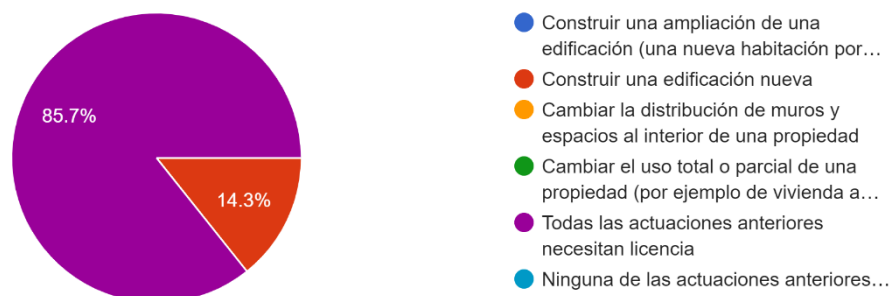 85.7%
14.3%
Construir una ampliación de una
edificación (una nueva habitación por…
Construir una edificación nueva
Cambiar la distribución de muros y
espacios al interior de una propiedad
Cambiar el uso total o parcial de una
propiedad (por ejemplo de vivienda a…
Todas las actuaciones anteriores
necesitan licencia
Ninguna de las actuaciones anteriores…